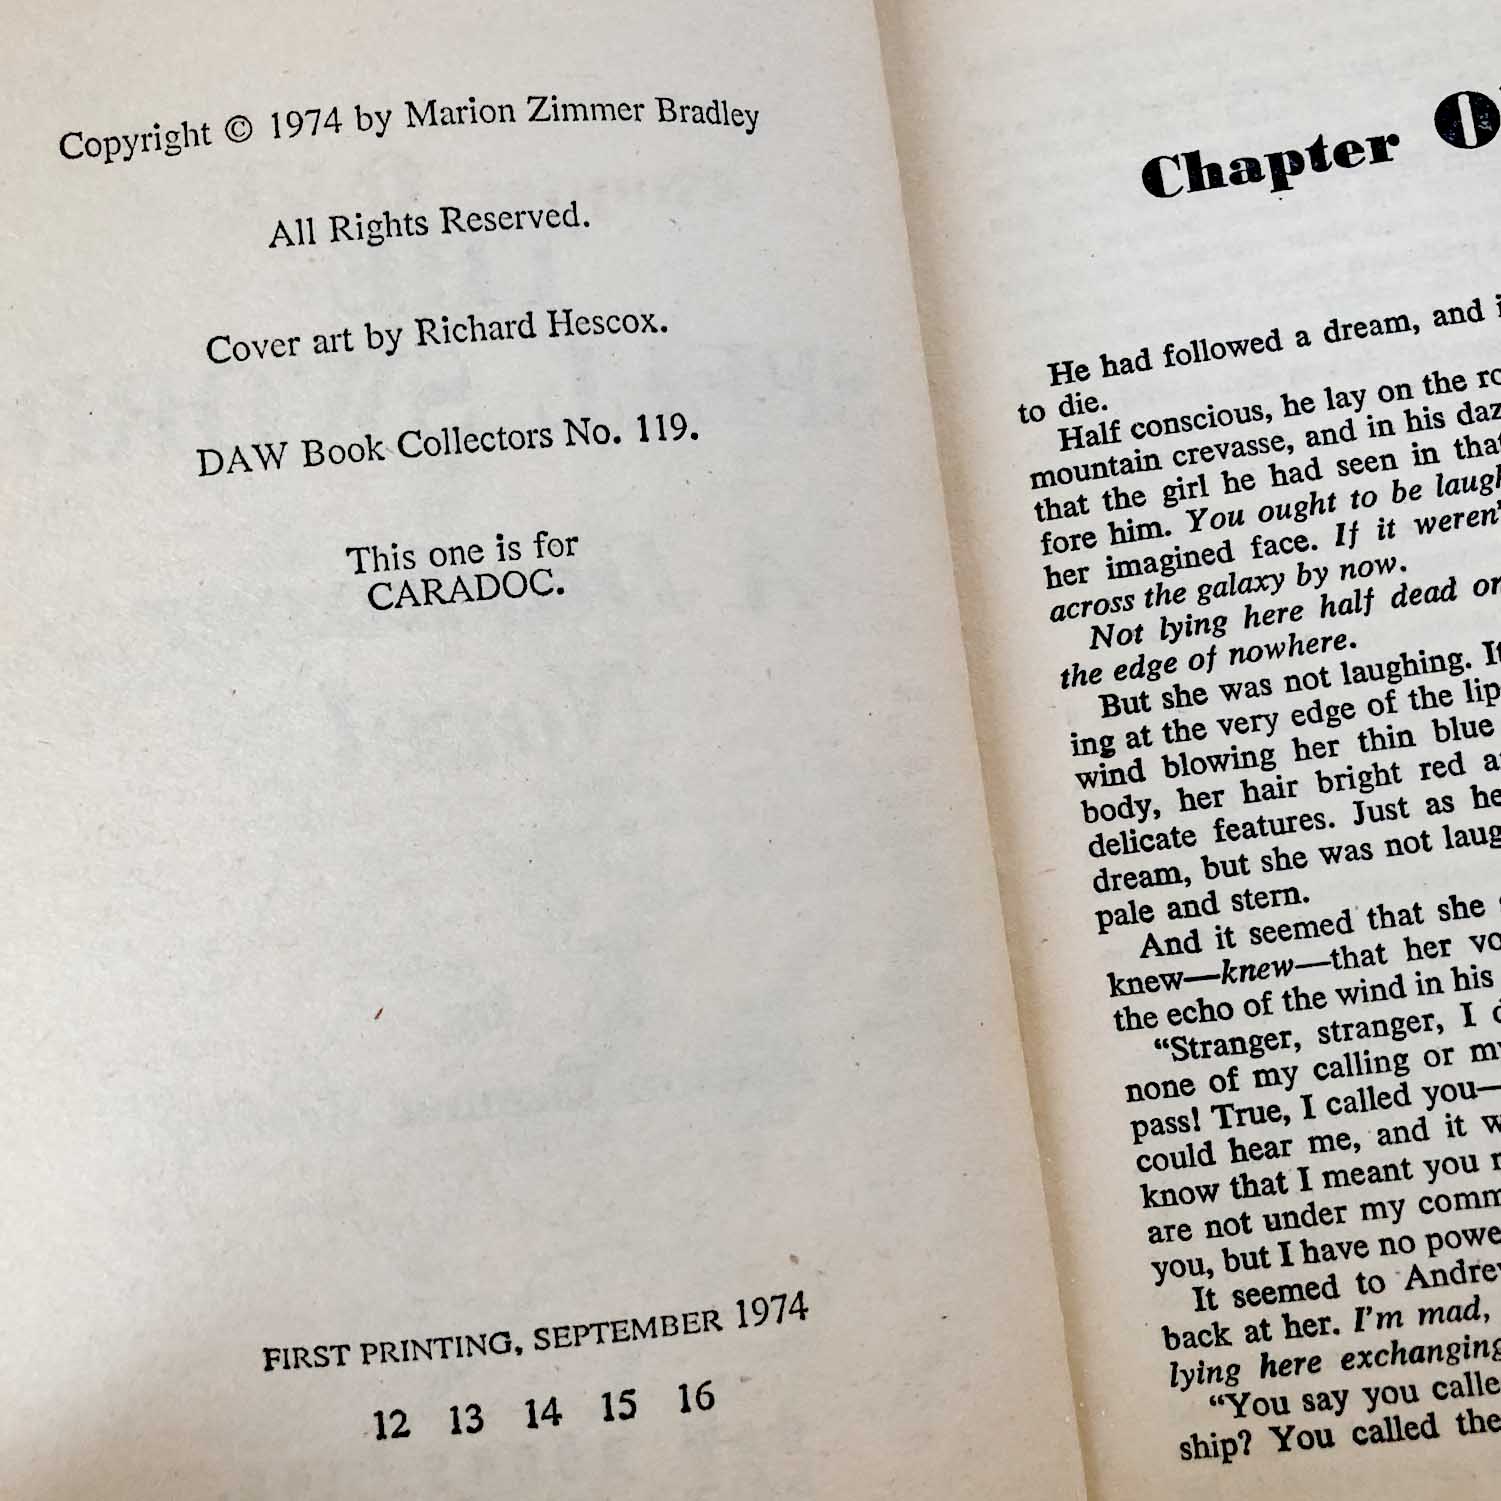 Copyright © 1974 by Marion Zimmer Bradley
All Rights Reserved.
Cover art by Richard Hescox.
DAW Book Collectors No. 119.
This one is for
CARADOC.
FIRST PRINTING, SEPTEMBER 1974
12 13 14 15 16
Chapter
He had followed a dream, and
to die.
Half conscious, he lay on the
mountain crevasse, and in his
that the girl he had seen in
fore him. You ought to be
her imagined face. If it
across the galaxy by now.
Not lying here half dead
the edge of nowhere.
But she was not laughing.
ing at the very edge of the
wind blowing her thin blue
body, her hair bright red
delicate features. Just as
dream, but she was not
pale and stern.
And it seemed that she
knew—knew—that her
the echo of the wind in his
"Stranger, stranger, I
none of my calling or
pass! True, I called you—
could hear me, and it
know that I meant you
are not under my
you, but I have no
It seemed to
back at her. I'm mad,
lying here exchanging
"You say you
ship? You called